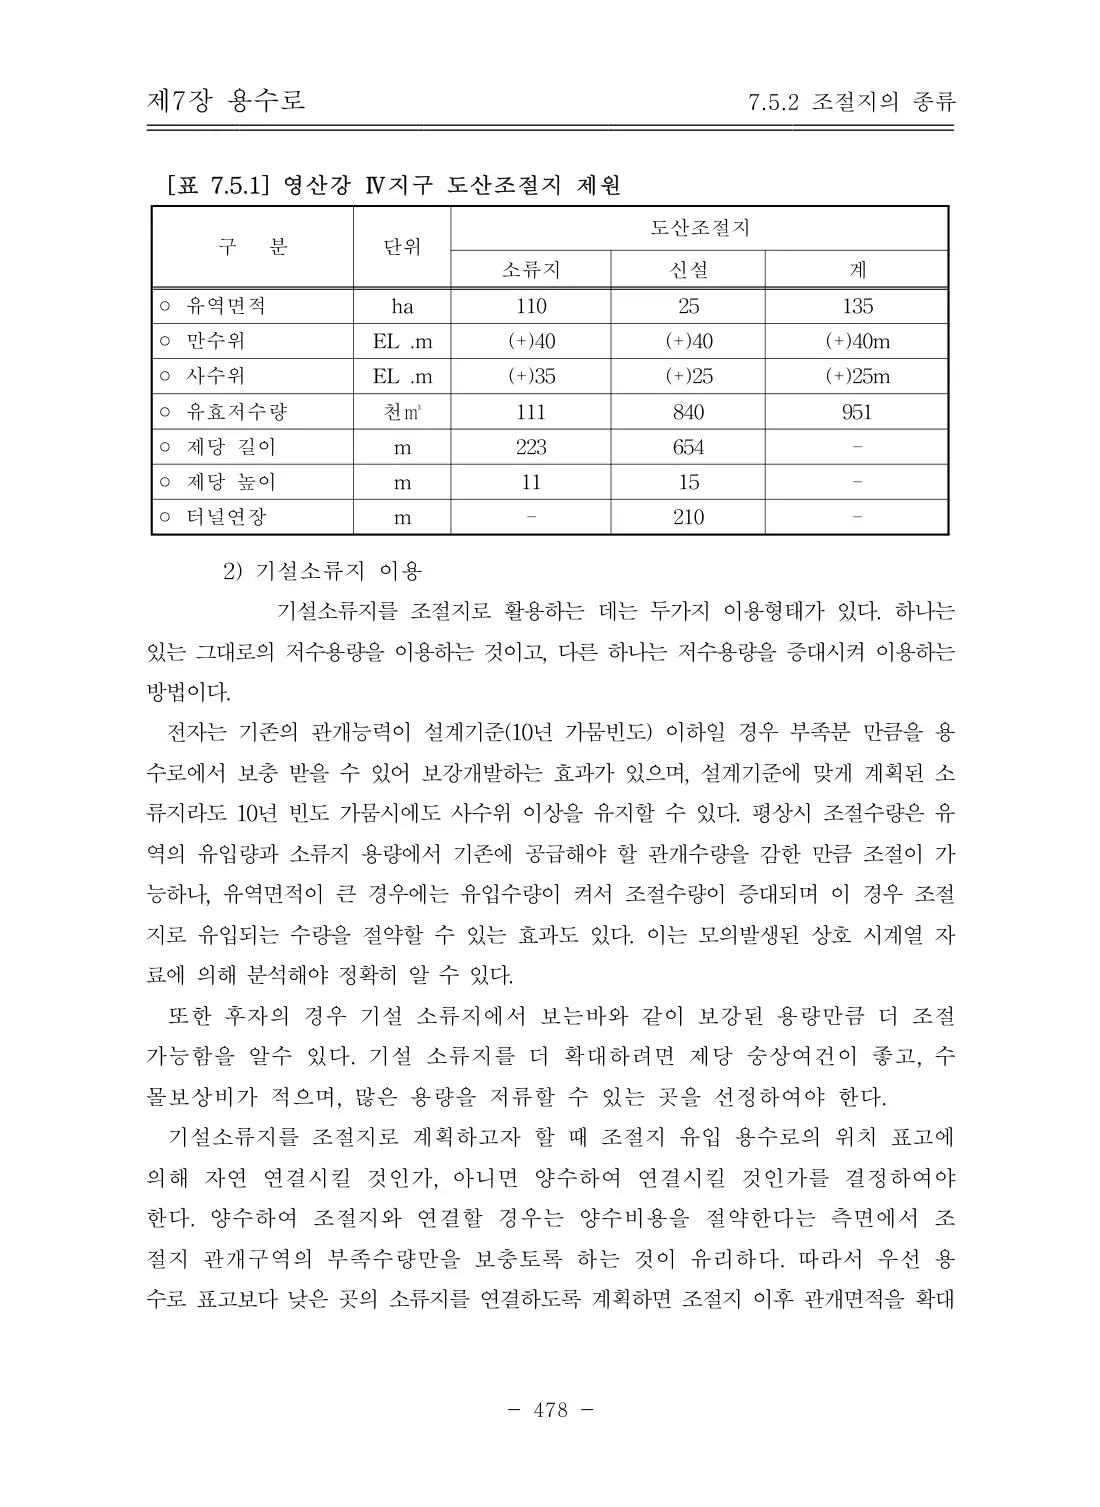 제7장 용수로
7.5.2 조절지의 종류
[표 7.5.1] 영산강 Ⅳ지구 도산조절지 제원
구 분 단위 도산조절지
소류지 신설 계
○ 유역면적 ha 110 25 135
○ 만수위 EL .m (+)40 (+)40 (+)40m
○ 사수위 EL .m (+)35 (+)25 (+)25m
○ 유효저수량 천㎥ 111 840 951
○ 제당 길이 m 223 654 -
○ 제당 높이 m 11 15 -
○ 터널연장 m - 210 -
2) 기설소류지 이용
기설소류지를 조절지로 활용하는 데는 두가지 이용형태가 있다. 하나는
있는 그대로의 저수용량을 이용하는 것이고, 다른 하나는 저수용량을 증대시켜 이용하는
방법이다.
전자는 기존의 관개능력이 설계기준(10년 가뭄빈도) 이하일 경우 부족분 만큼을 용
수로에서 보충 받을 수 있어 보강개발하는 효과가 있으며, 설계기준에 맞게 계획된 소
류지라도 10년 빈도 가뭄시에도 사수위 이상을 유지할 수 있다. 평상시 조절수량은 유
역의 유입량과 소류지 용량에서 기존에 공급해야 할 관개수량을 감한 만큼 조절이 가
능하나, 유역면적이 큰 경우에는 유입수량이 켜서 조절수량이 증대되며 이 경우 조절
지로 유입되는 수량을 절약할 수 있는 효과도 있다. 이는 모의발생된 상호 시계열 자
료에 의해 분석해야 정확히 알 수 있다.
또한 후자의 경우 기설 소류지에서 보는바와 같이 보강된 용량만큼 더 조절
가능함을 알수 있다. 기설 소류지를 더 확대하려면 제당 숭상여건이 좋고, 수
몰보상비가 적으며, 많은 용량을 저류할 수 있는 곳을 선정하여야 한다.
기설소류지를 조절지로 계획하고자 할 때 조절지 유입 용수로의 위치 표고에
의해 자연 연결시킬 것인가, 아니면 양수하여 연결시킬 것인가를 결정하여야
한다. 양수하여 조절지와 연결할 경우는 양수비용을 절약한다는 측면에서 조
절지 관개구역의 부족수량만을 보충토록 하는 것이 유리하다. 따라서 우선 용
수로 표고보다 낮은 곳의 소류지를 연결하도록 계획하면 조절지 이후 관개면적을 확대
- 478 -